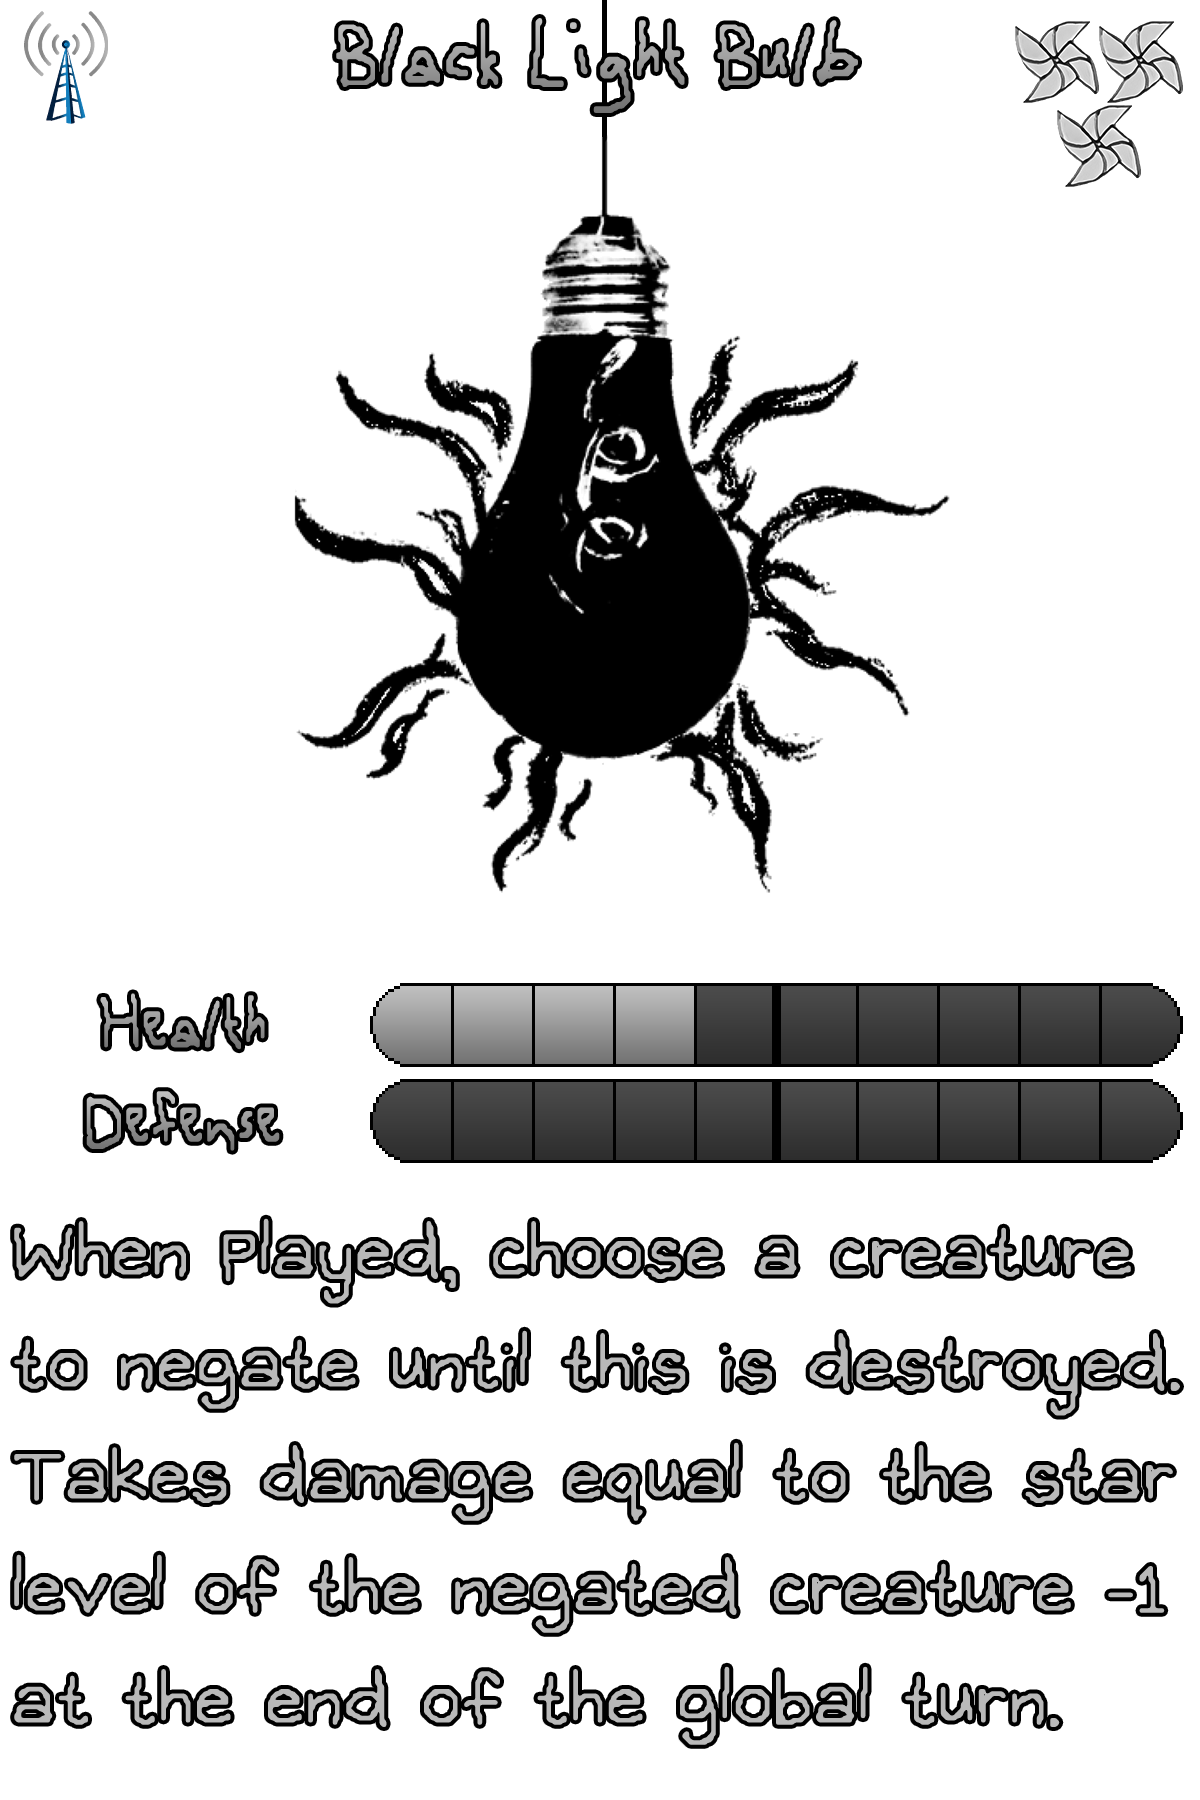 Black Light Bulb
Health
Defense
When Played, choose a creature
to negate until this is destroyed.
Takes damage equal to the star
level of the negated creature -1
at the end of the global turn.